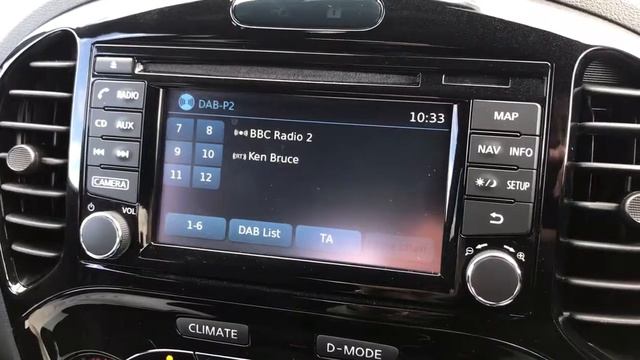 DAB-P2 10:33
RADIO
CD AUX
CAMERA
VOL
7 8
9 10
11 12
BBC Radio 2
Ken Bruce
1-6 DAB List TA
MAP
NAV INFO
SETUP
CLIMATE
D-MODE